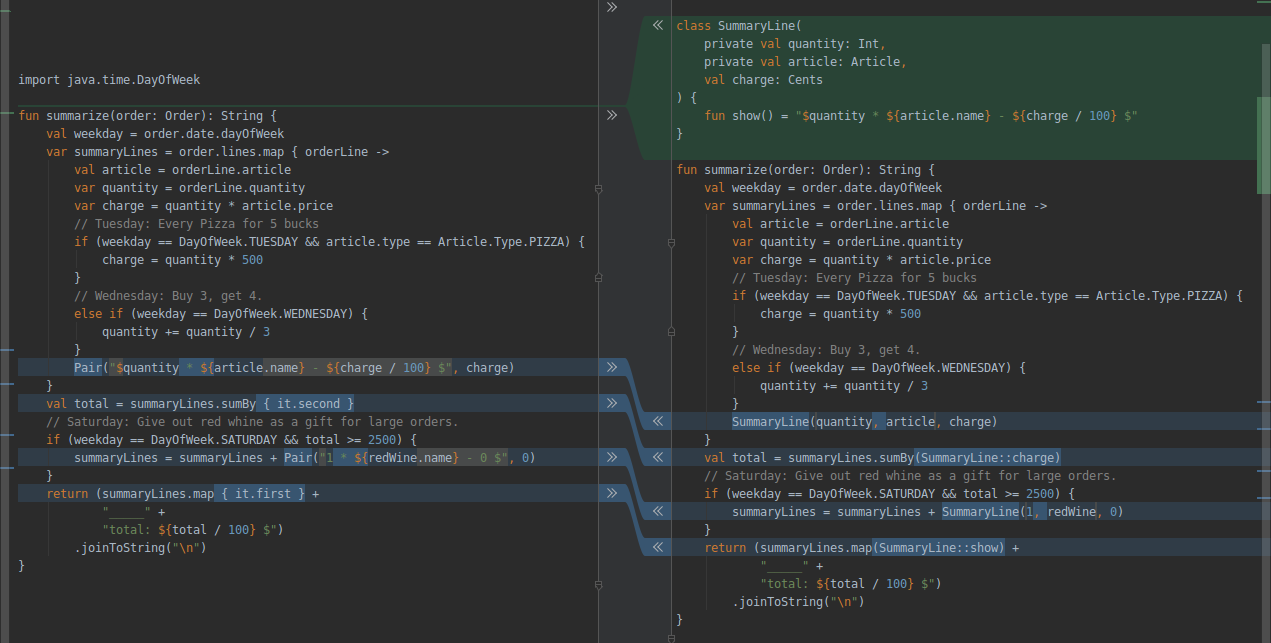 import java.time.DayOfWeek
fun summarize(order: Order): String {
    val weekday = order.date.dayOfWeek
    var summaryLines = order.lines.map { orderLine ->
        val article = orderLine.article
        var quantity = orderLine.quantity
        var charge = quantity * article.price
        // Tuesday: Every Pizza for 5 bucks
        if (weekday == DayOfWeek.TUESDAY && article.type == Article.Type.PIZZA) {
            charge = quantity * 500
        }
        // Wednesday: Buy 3, get 4.
        else if (weekday == DayOfWeek.WEDNESDAY) {
            quantity += quantity / 3
        }
        Pair("$quantity * ${article.name} - ${charge / 100} $", charge)
    }
    val total = summaryLines.sumBy { it.second }
    // Saturday: Give out red whine as a gift for large orders.
    if (weekday == DayOfWeek.SATURDAY && total >= 2500) {
        summaryLines = summaryLines + Pair("1 * ${redWine.name} - 0 $", 0)
    }
    return (summaryLines.map { it.first } +
            "_____" +
            "total: ${total / 100} $")
        .joinToString("\n")
}
class SummaryLine(
    private val quantity: Int,
    private val article: Article,
    val charge: Cents
) {
    fun show() = "$quantity * ${article.name} - ${charge / 100} $"
}
fun summarize(order: Order): String {
    val weekday = order.date.dayOfWeek
    var summaryLines = order.lines.map { orderLine ->
        val article = orderLine.article
        var quantity = orderLine.quantity
        var charge = quantity * article.price
        // Tuesday: Every Pizza for 5 bucks
        if (weekday == DayOfWeek.TUESDAY && article.type == Article.Type.PIZZA) {
            charge = quantity * 500
        }
        // Wednesday: Buy 3, get 4.
        else if (weekday == DayOfWeek.WEDNESDAY) {
            quantity += quantity / 3
        }
        SummaryLine(quantity, article, charge)
    }
    val total = summaryLines.sumBy(SummaryLine::charge)
    // Saturday: Give out red whine as a gift for large orders.
    if (weekday == DayOfWeek.SATURDAY && total >= 2500) {
        summaryLines = summaryLines + SummaryLine(1, redWine, 0)
    }
    return (summaryLines.map(SummaryLine::show) +
            "_____" +
            "total: ${total / 100} $")
        .joinToString("\n")
}